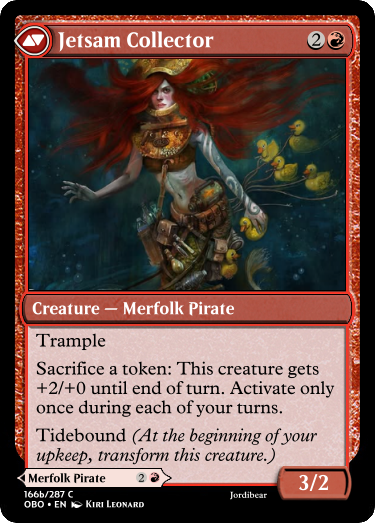 Jetsam Collector 2
Creature — Merfolk Pirate
Trample
Sacrifice a token: This creature gets
+2/+0 until end of turn. Activate only
once during each of your turns.
Tidebound (At the beginning of your
upkeep, transform this creature.)
Merfolk Pirate 2
3/2
166b/287 C
OBO • EN Kiri Leonard
Jordibear